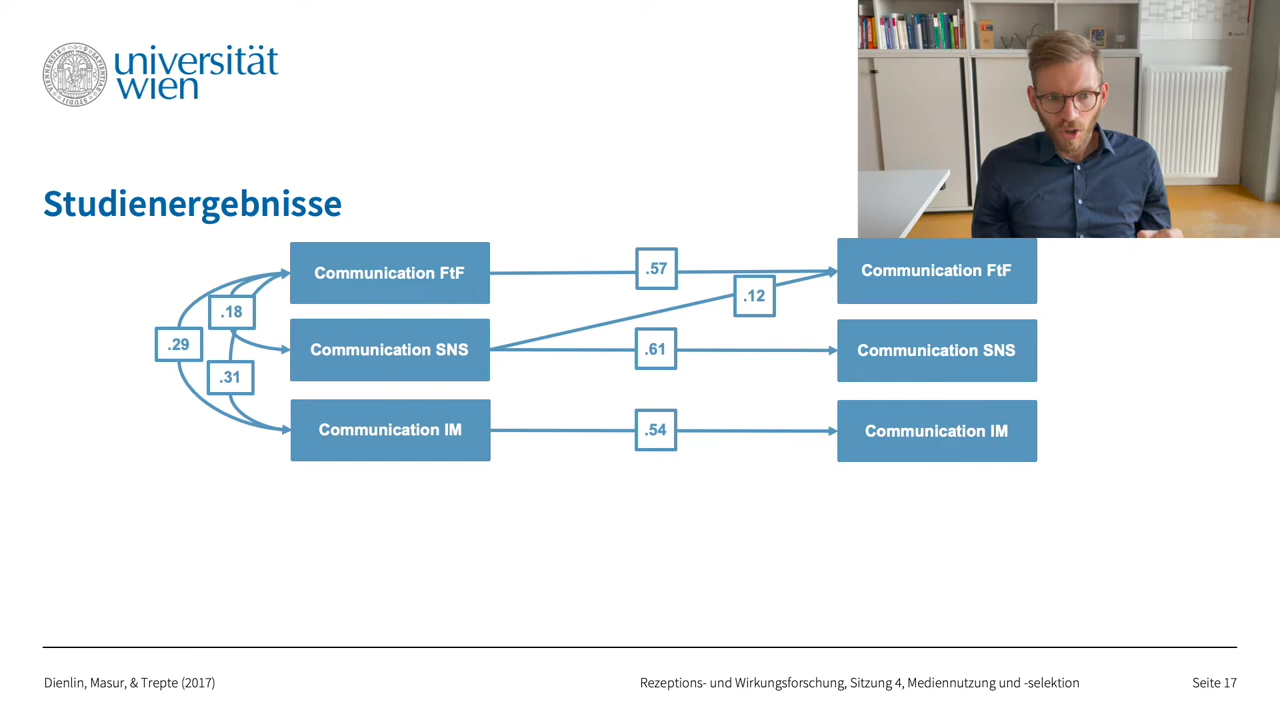 universität
wien
Studienergebnisse
Communication FtF
.57
Communication FtF
.12
.18
.29
Communication SNS
.61
Communication SNS
.31
Communication IM
.54
Communication IM
Dienlin, Masur, & Trepte (2017)
Rezeptions- und Wirkungsforschung, Sitzung 4, Mediennutzung und -selektion
Seite 17